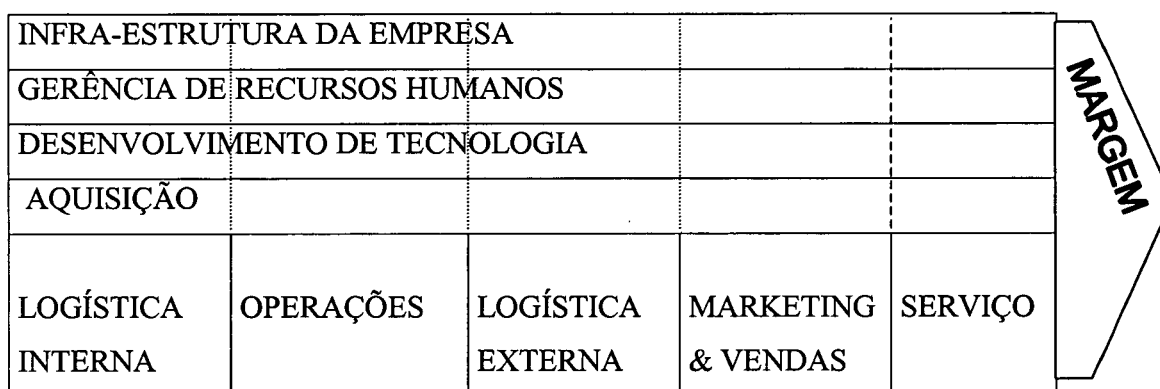 INFRA-ESTRUTURA DA EMPRESA
GERÊNCIA DE RECURSOS HUMANOS
DESENVOLVIMENTO DE TECNOLOGIA
AQUISIÇÃO
LOGÍSTICA
INTERNA
OPERAÇÕES
LOGÍSTICA
EXTERNA
MARKETING
& VENDAS
SERVIÇO
MARGEM